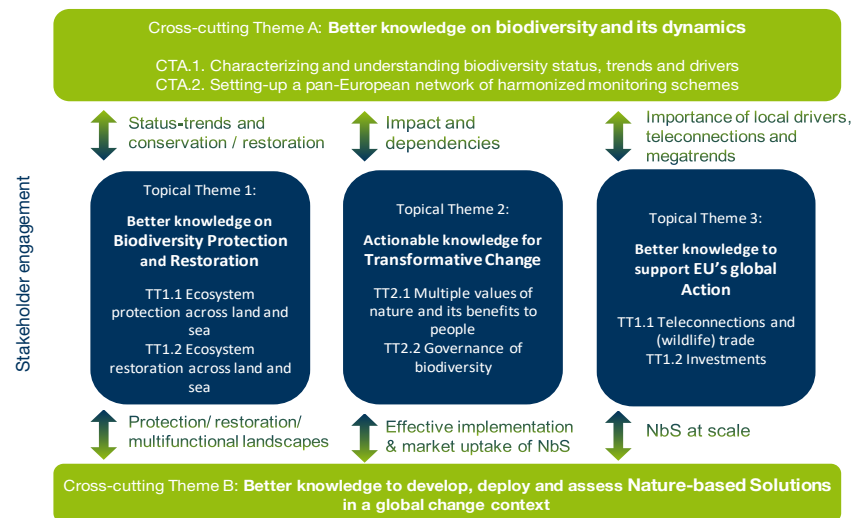 Cross-cutting Theme A: Better knowledge on biodiversity and its dynamics
CTA.1. Characterizing and understanding biodiversity status, trends and drivers
CTA.2. Setting-up a pan-European network of harmonized monitoring schemes
Status-trends and
conservation / restoration
Impact and
dependencies
Importance of local drivers,
teleconnections and
megatrends
Stakeholder engagement
Topical Theme 1:
Better knowledge on
Biodiversity Protection
and Restoration
TT1.1 Ecosystem
protection across land and
sea
TT1.2 Ecosystem
restoration across land and
sea
Topical Theme 2:
Actionable knowledge for
Transformative Change
TT2.1 Multiple values of
nature and its benefits to
people
TT2.2 Governance of
biodiversity
Topical Theme 3:
Better knowledge to
support EU's global
Action
TT1.1 Teleconnections and
(wildlife) trade
TT1.2 Investments
Protection/ restoration/
multifunctional landscapes
Effective implementation
& market uptake of NbS
NbS at scale
Cross-cutting Theme B: Better knowledge to develop, deploy and assess Nature-based Solutions
in a global change context